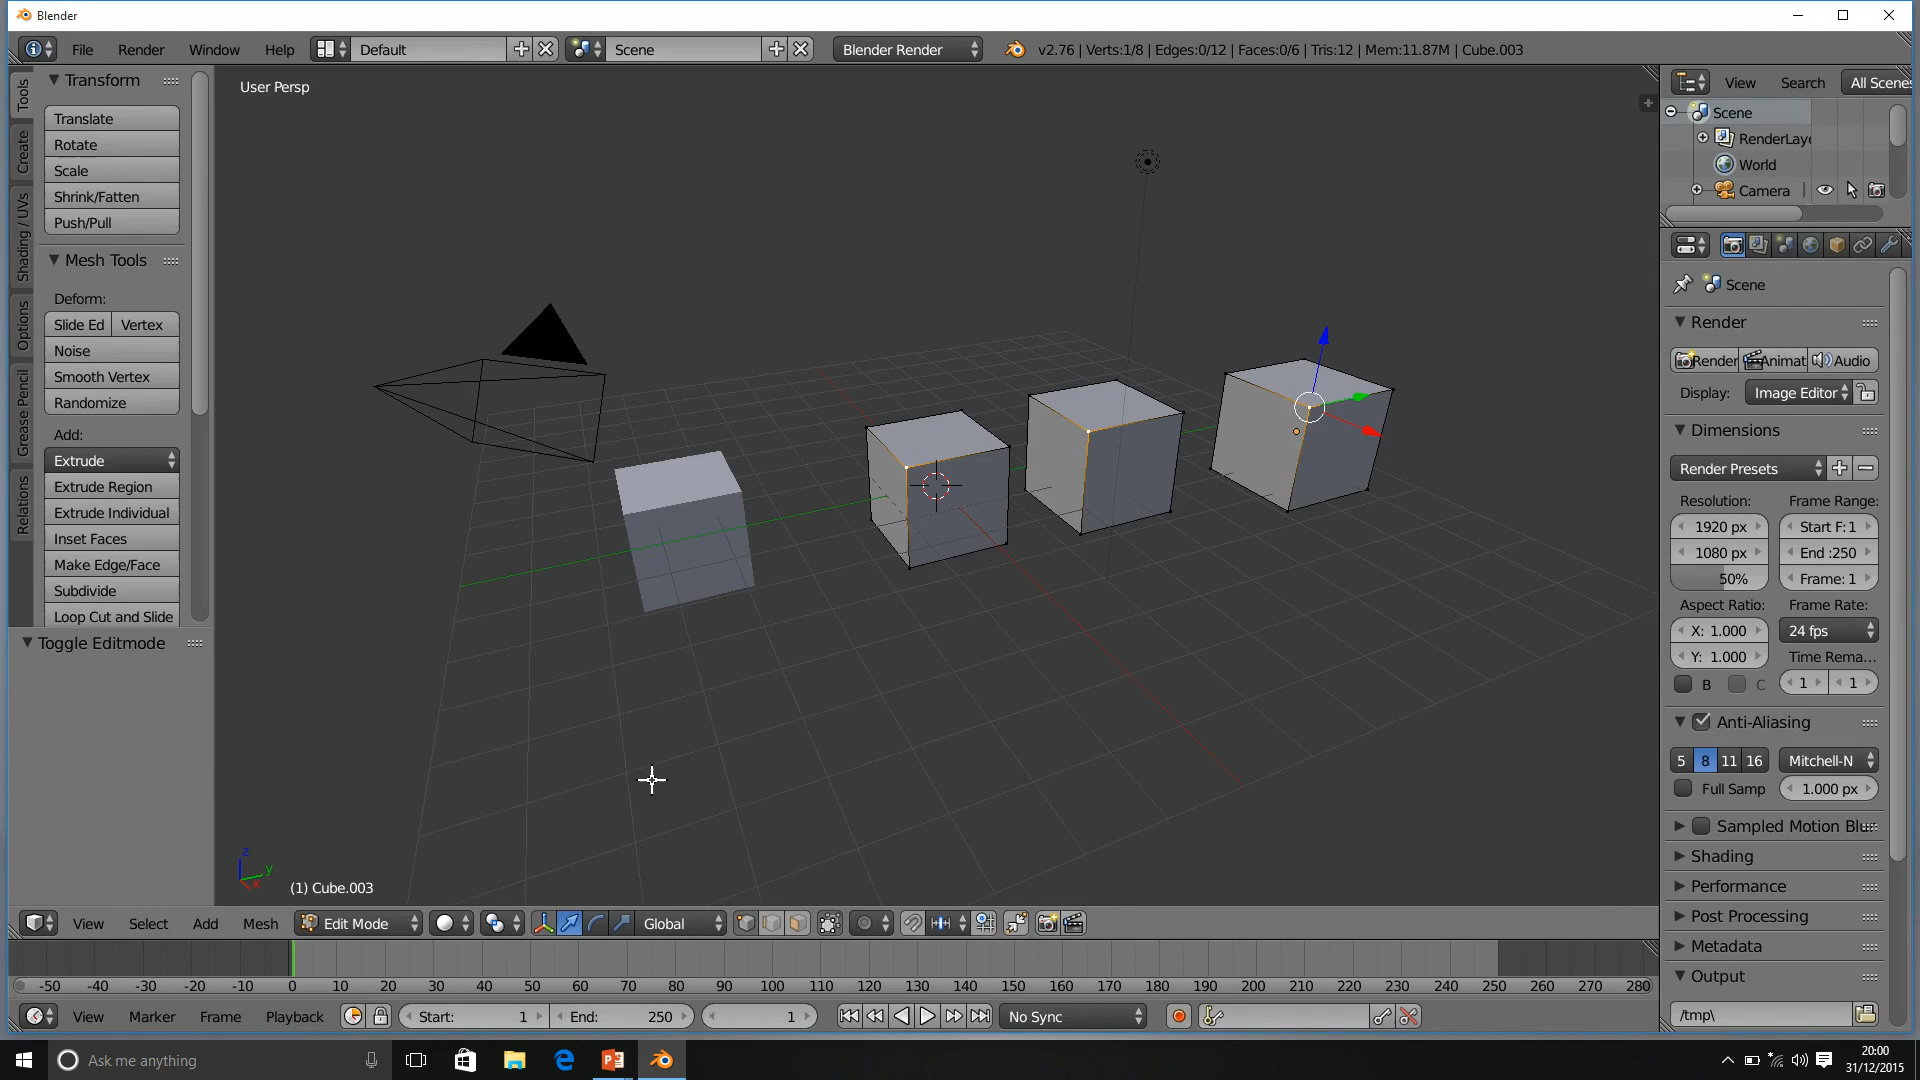 Blender
File Render Window Help Default Scene Blender Render v2.76 | Verts:1/8 | Edges:0/12 | Faces:0/6 | Tris:12 | Mem:11.87M | Cube.003
Tools
Create
Shading / UVs
Options
Grease Pencil
Relations
Transform
Translate
Rotate
Scale
Shrink/Fatten
Push/Pull
Mesh Tools
Deform:
Slide Ed Vertex
Noise
Smooth Vertex
Randomize
Add:
Extrude
Extrude Region
Extrude Individual
Inset Faces
Make Edge/Face
Subdivide
Loop Cut and Slide
Toggle Editmode
User Persp
z
y
x
(1) Cube.003
View Search All Scenes
Scene
RenderLaye
World
Camera
Scene
Render
Render Animat Audio
Display: Image Editor
Dimensions
Render Presets
Resolution: Frame Range:
1920 px Start F: 1
1080 px End :250
50% Frame: 1
Aspect Ratio: Frame Rate:
X: 1.000 24 fps
Y: 1.000 Time Rema...
B C 1 1
Anti-Aliasing
5 8 11 16 Mitchell-N
Full Samp 1.000 px
Sampled Motion Blu
Shading
Performance
Post Processing
Metadata
Output
/tmp\
View Select Add Mesh Edit Mode Global
-50 -40 -30 -20 -10 0 10 20 30 40 50 60 70 80 90 100 110 120 130 140 150 160 170 180 190 200 210 220 230 240 250 260 270 280
View Marker Frame Playback Start: 1 End: 250 1 No Sync
Ask me anything
20:00
31/12/2015